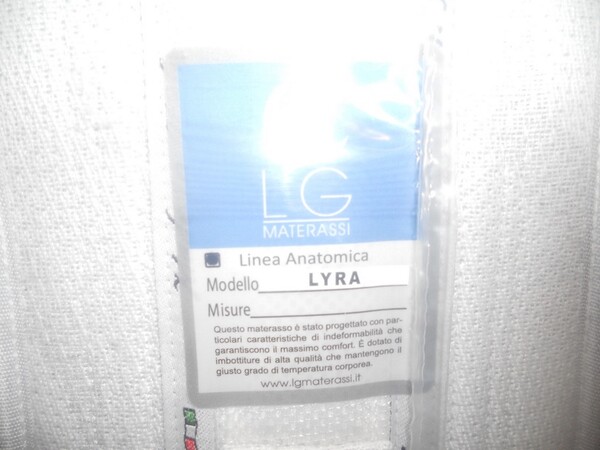 LG
MATERASSI
Linea Anatomica
Modello LYRA
Misure
Questo materasso è stato progettato con par-
ticolari caratteristiche di indeformabilità che
garantiscono il massimo comfort. È dotato di
imbottiture di alta qualità che mantengono il
giusto grado di temperatura corporea.
www.lgmaterassi.it